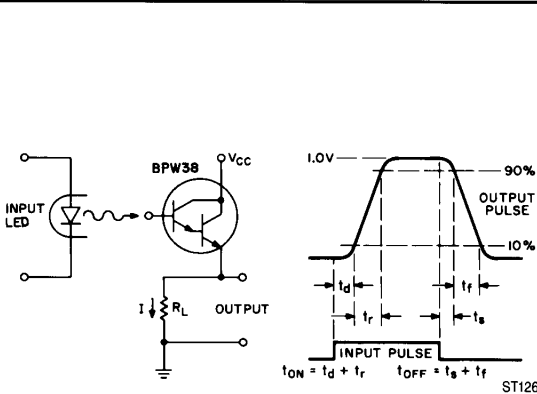 BPW38
VCC
INPUT
LED
I
RL
OUTPUT
1.0V
90%
OUTPUT
PULSE
10%
td
tf
tr
ts
INPUT PULSE
tON = td + tr
tOFF = ts + tf
ST126